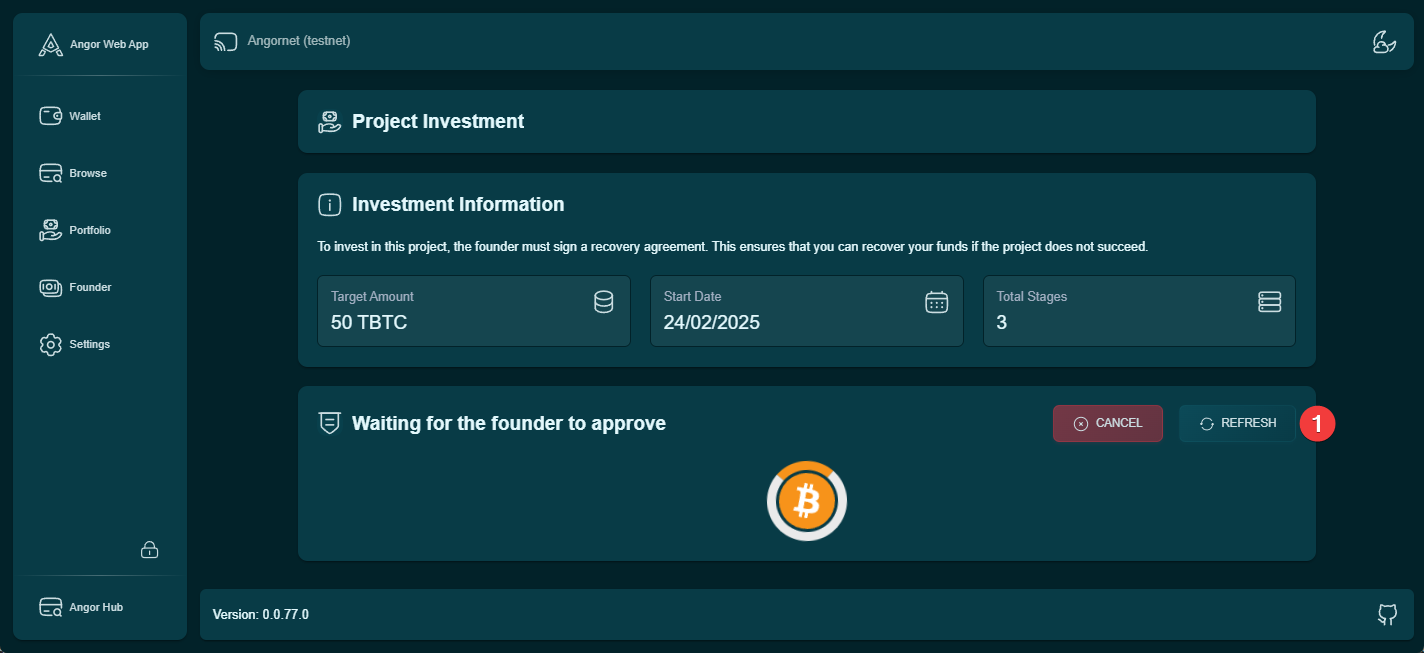 Angor Web App
Angornet (testnet)
Wallet
Browse
Portfolio
Founder
Settings
Angor Hub
Project Investment
Investment Information
To invest in this project, the founder must sign a recovery agreement. This ensures that you can recover your funds if the project does not succeed.
Target Amount
50 TBTC
Start Date
24/02/2025
Total Stages
3
Waiting for the founder to approve
CANCEL
REFRESH
1
Version: 0.0.77.0